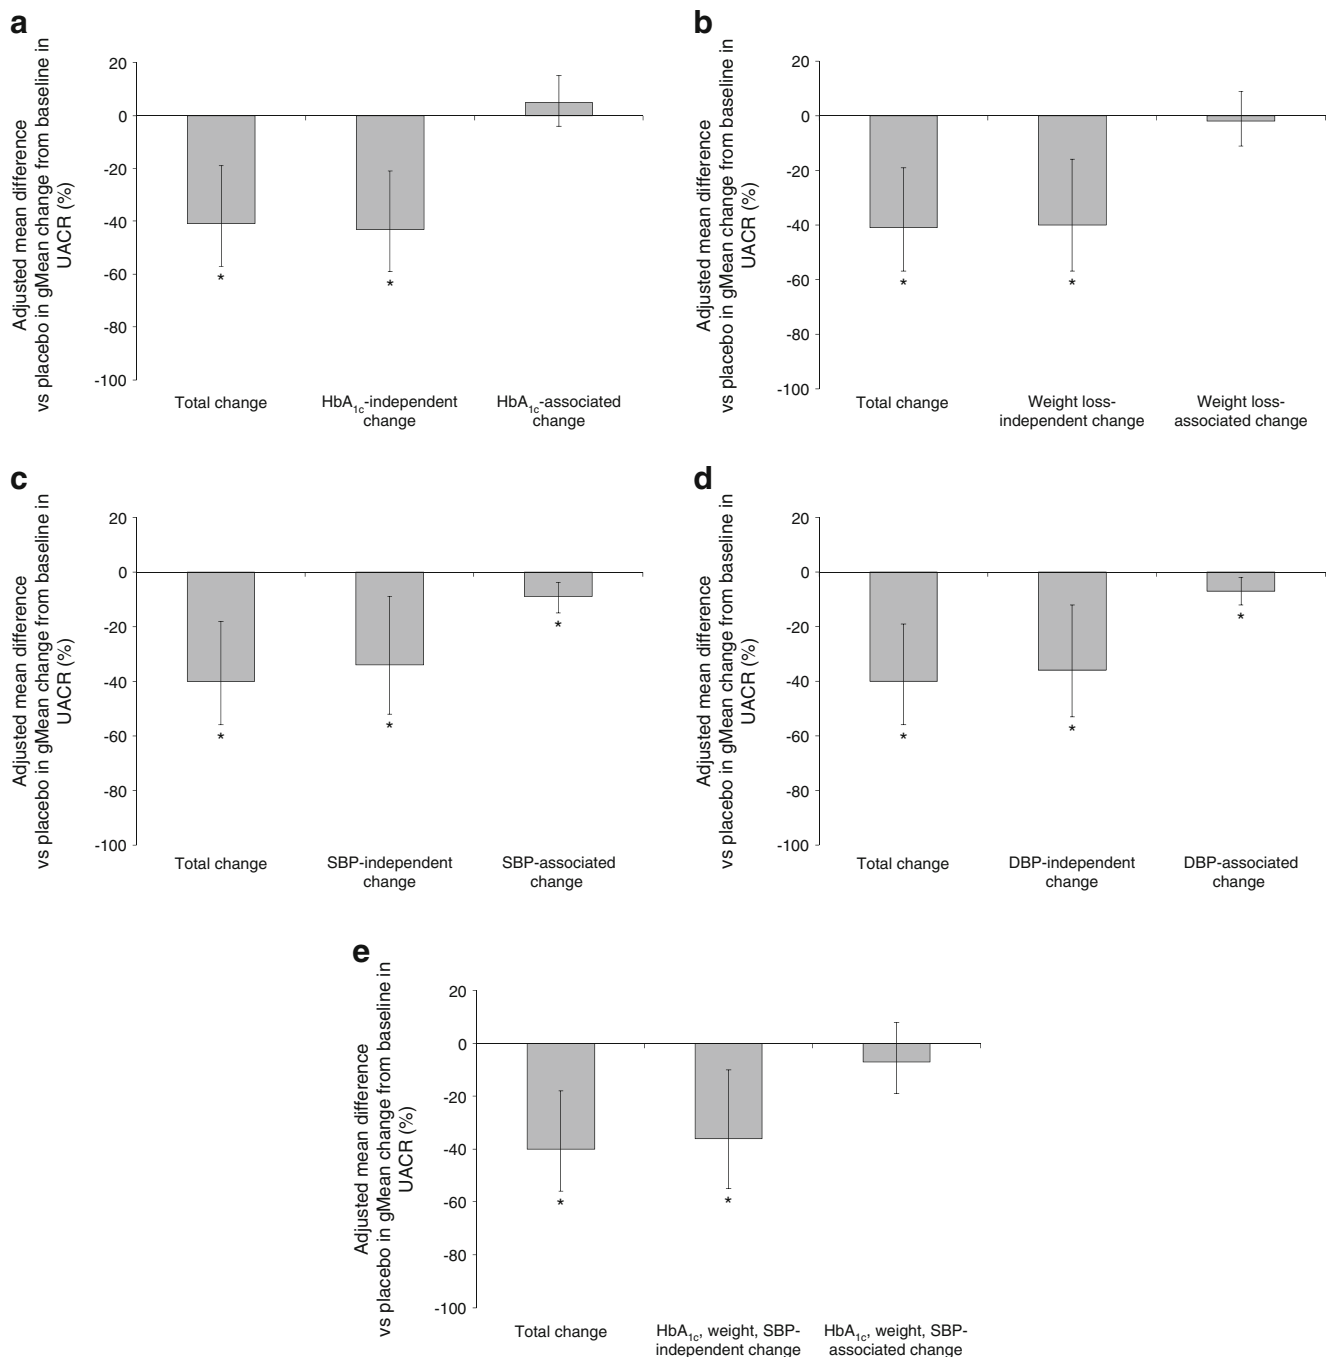 a
Adjusted mean difference
vs placebo in gMean change from baseline in
UACR (%)
20
0
-20
-40
-60
-80
-100
*
*
Total change
HbA1c-independent
change
HbA1c-associated
change
b
Adjusted mean difference
vs placebo in gMean change from baseline in
UACR (%)
20
0
-20
-40
-60
-80
-100
*
*
Total change
Weight loss-
independent change
Weight loss-
associated change
c
Adjusted mean difference
vs placebo in gMean change from baseline in
UACR (%)
20
0
-20
-40
-60
-80
-100
*
*
*
Total change
SBP-independent
change
SBP-associated
change
d
Adjusted mean difference
vs placebo in gMean change from baseline in
UACR (%)
20
0
-20
-40
-60
-80
-100
*
*
*
Total change
DBP-independent
change
DBP-associated
change
e
Adjusted mean difference
vs placebo in gMean change from baseline in
UACR (%)
20
0
-20
-40
-60
-80
-100
*
*
Total change
HbA1c, weight, SBP-
independent change
HbA1c, weight, SBP-
associated change